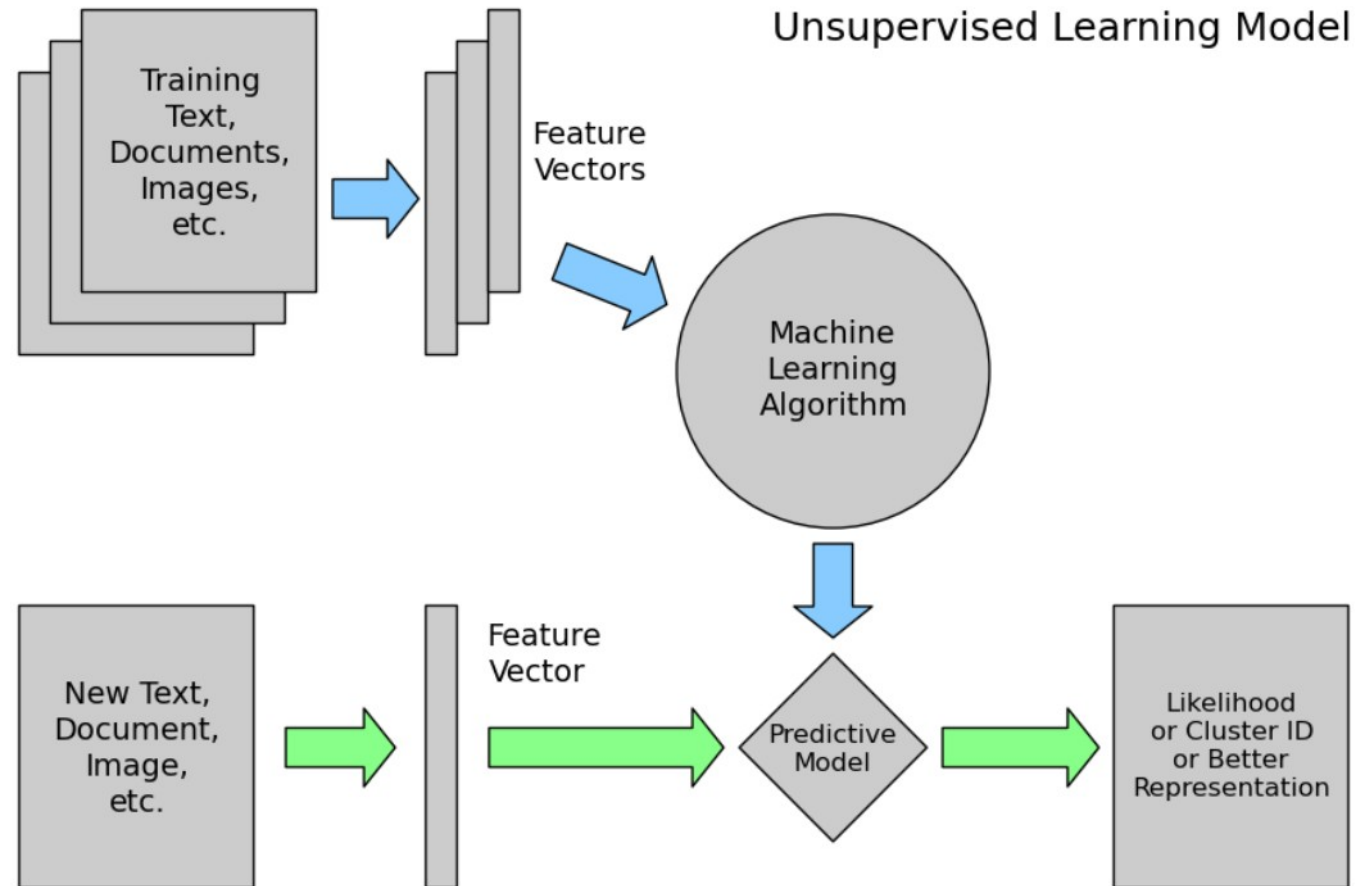 Unsupervised Learning Model
Training
Text,
Documents,
Images,
etc.
Feature
Vectors
Machine
Learning
Algorithm
New Text,
Document,
Image,
etc.
Feature
Vector
Predictive
Model
Likelihood
or Cluster ID
or Better
Representation